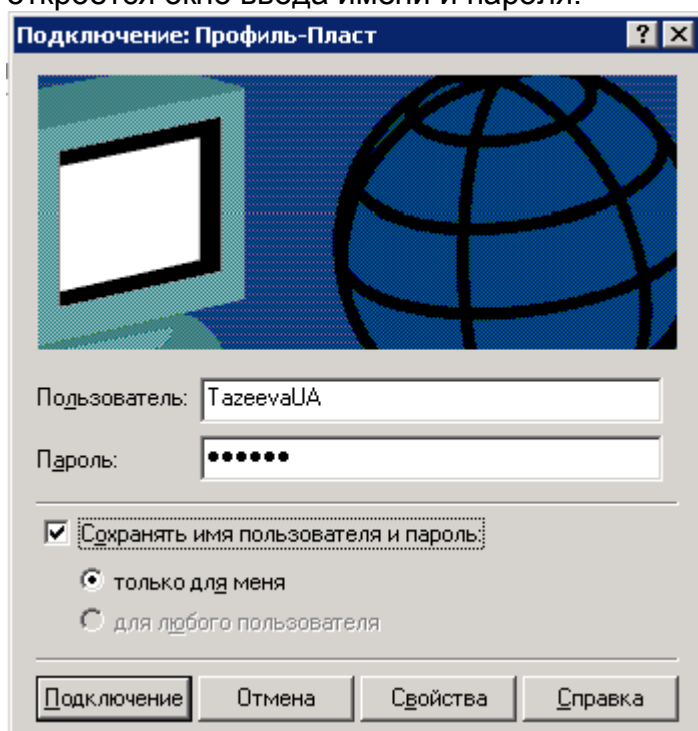 откроется окно ввода имени и пароля.
Подключение: Профиль-Пласт
Пользователь: TazeevaUA
Пароль: ••••••
Сохранять имя пользователя и пароль:
только для меня
для любого пользователя
Подключение Отмена Свойства Справка